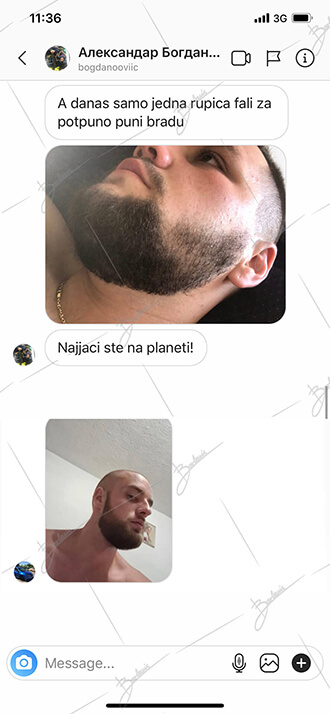 11:36
3G
Александар Богдан...
bogdanooviic
A danas samo jedna rupica fali za
potpuno puni bradu
Najjaci ste na planeti!
Message...